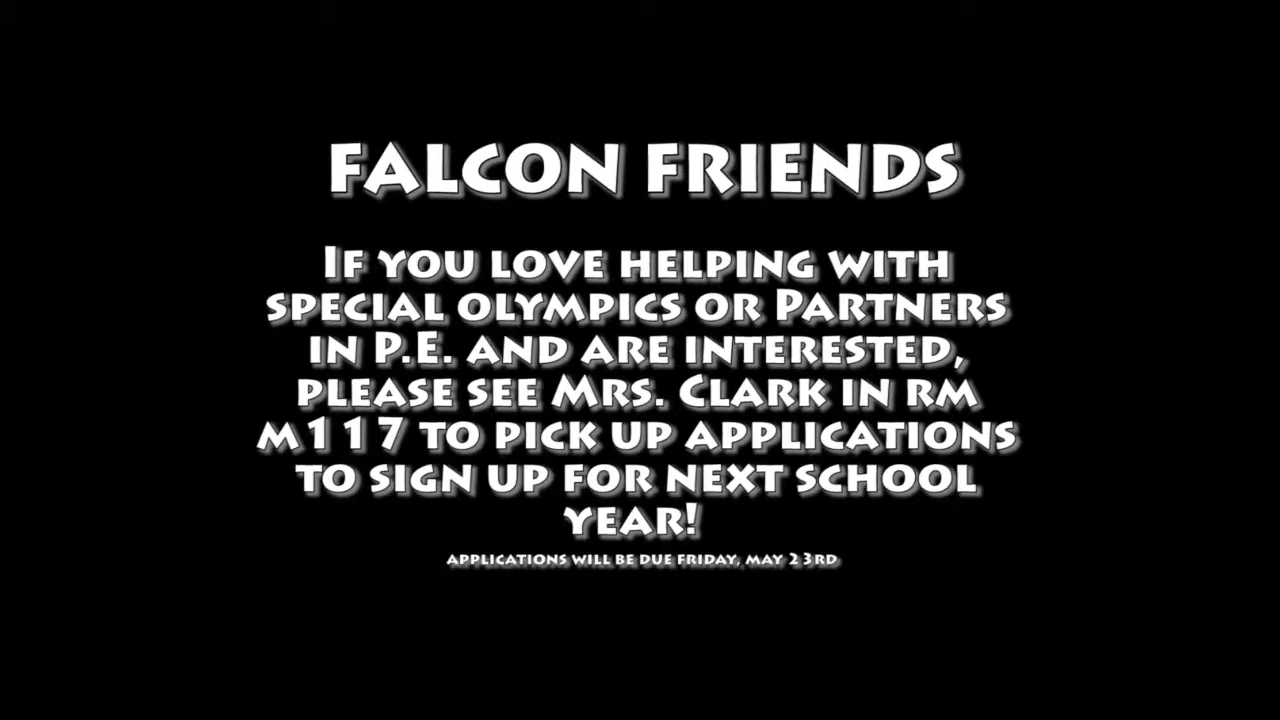 FALCON FRIENDS
If you love helping with
special olympics or Partners
in P.E. and are interested,
please see Mrs. Clark in rm
m117 to pick up applications
to sign up for next school
year!
applications will be due friday, may 23rd